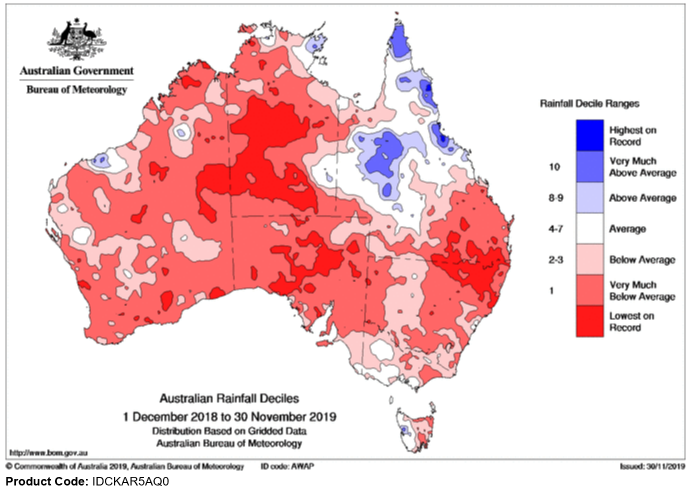 Australian Government
Bureau of Meteorology
Rainfall Decile Ranges
Highest on
Record
10
Very Much
Above Average
8-9
Above Average
4-7
Average
2-3
Below Average
1
Very Much
Below Average
Lowest on
Record
Australian Rainfall Deciles
1 December 2018 to 30 November 2019
Distribution Based on Gridded Data
Australian Bureau of Meteorology
http://www.bom.gov.au
© Commonwealth of Australia 2019, Australian Bureau of Meteorology ID code: AWAP Issued: 30/11/2019
Product Code: IDCKAR5AQ0